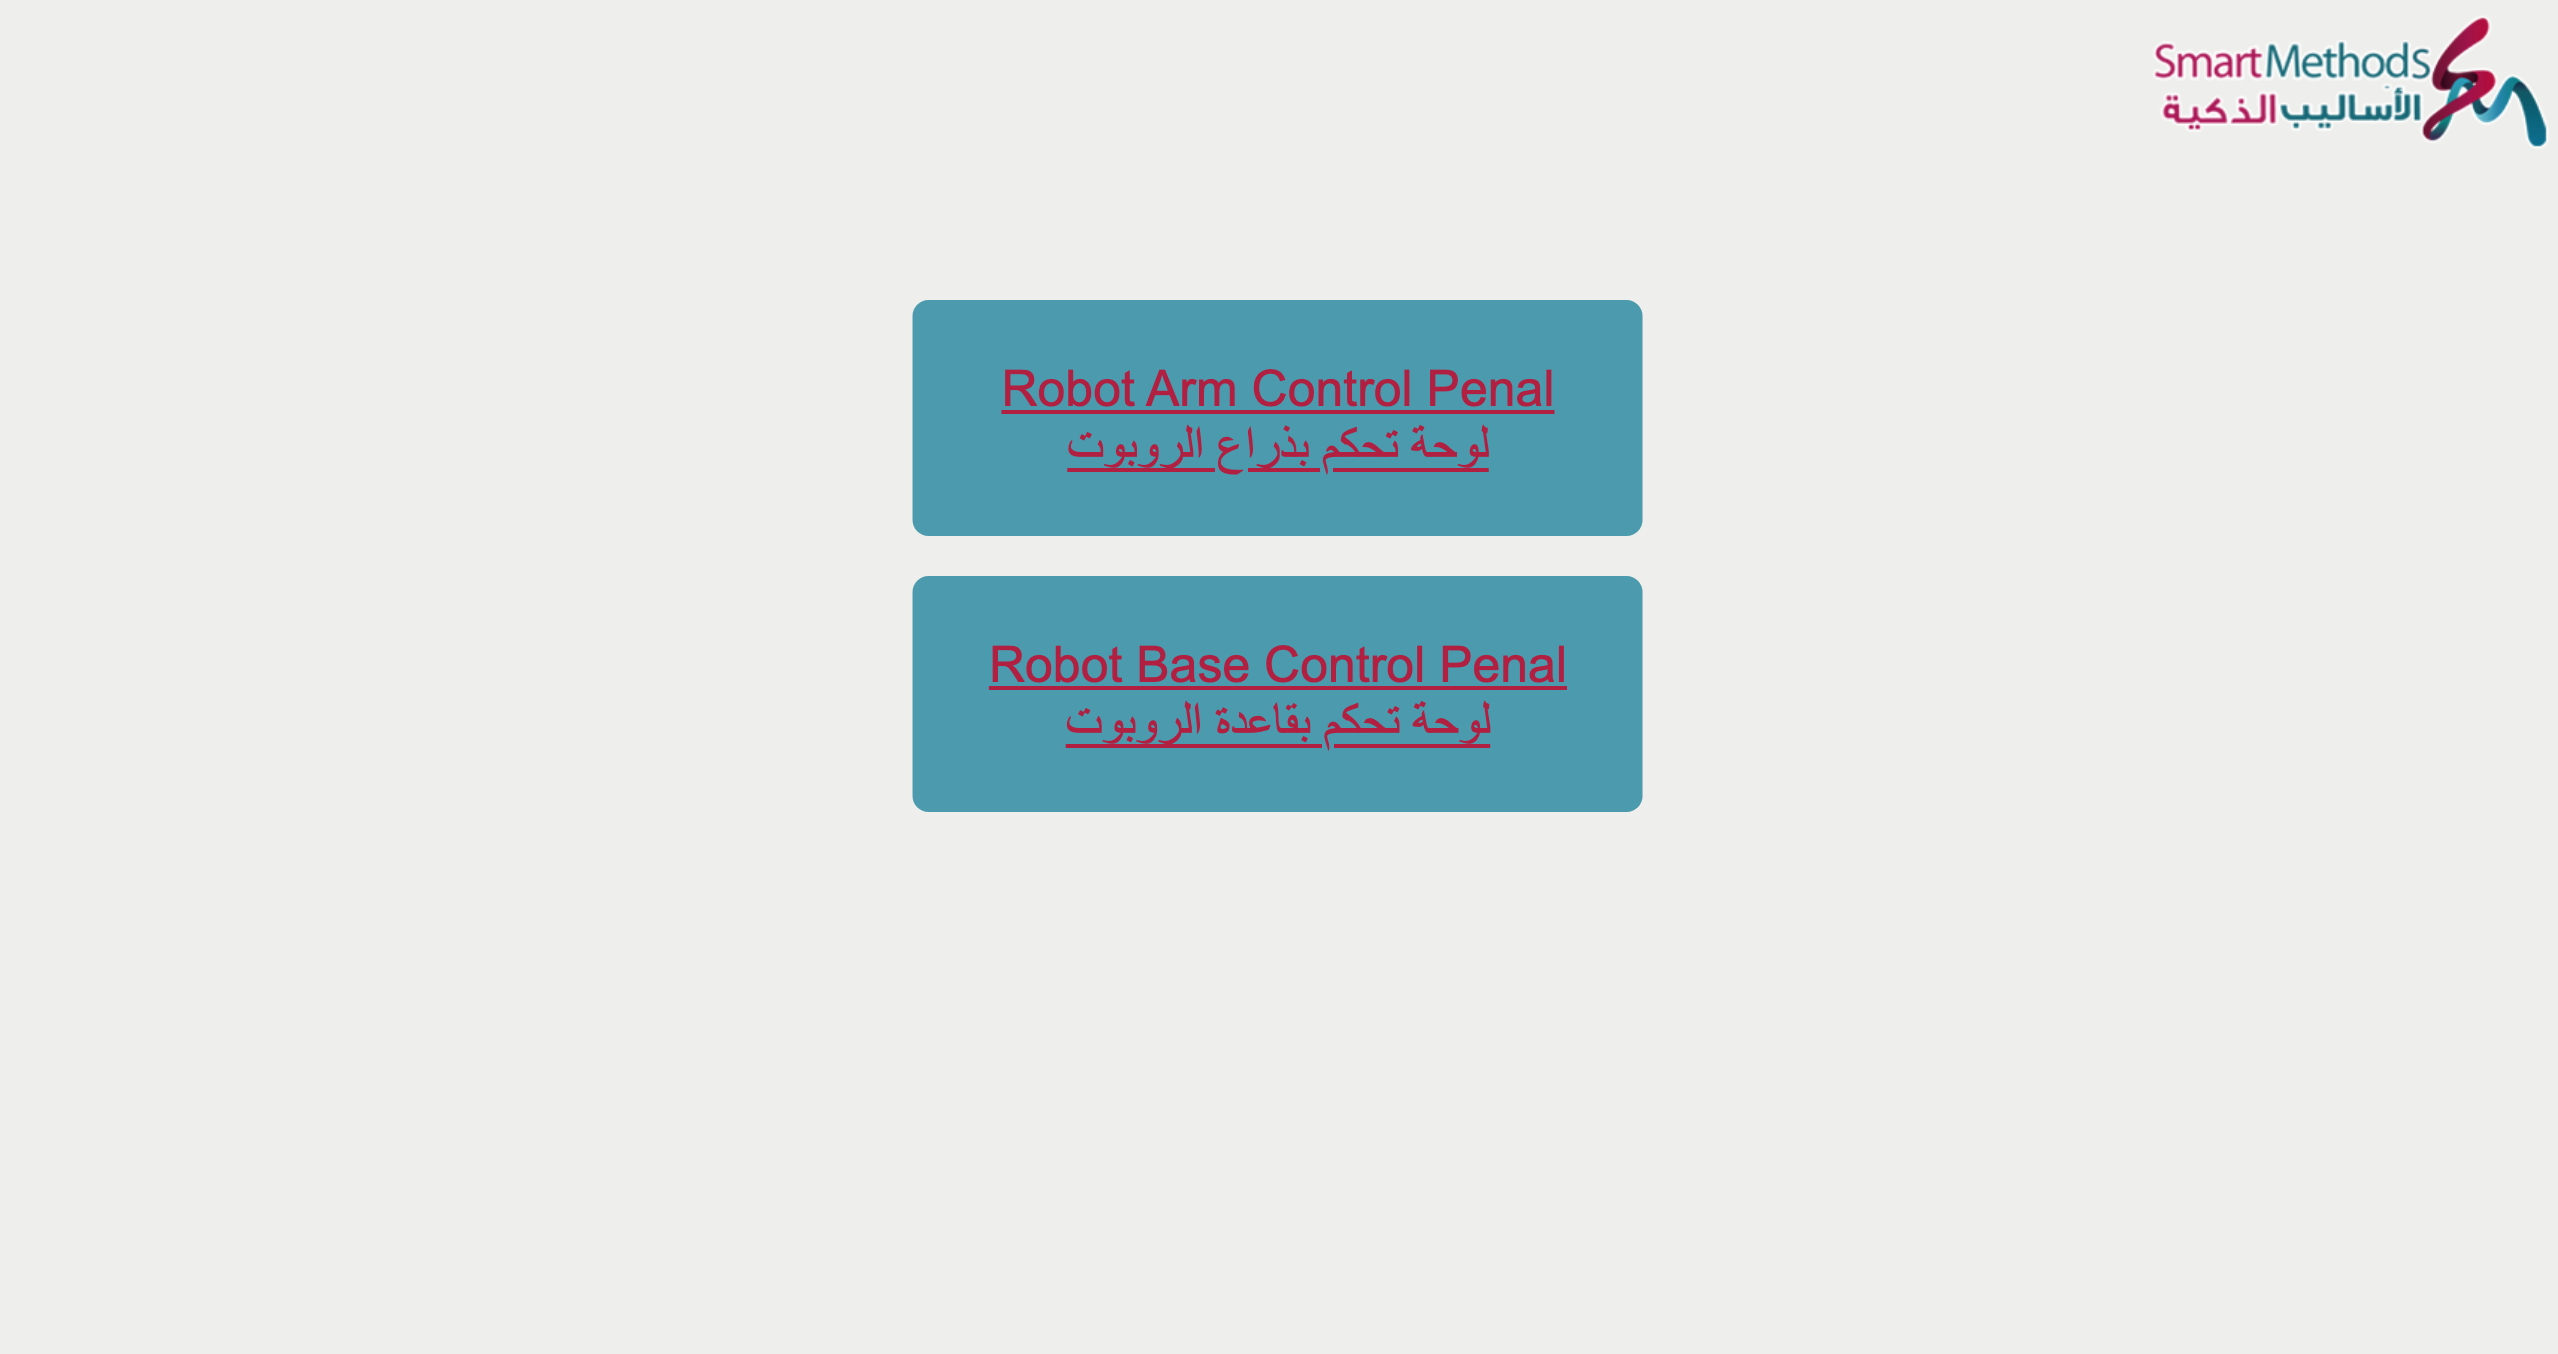 SmartMethods
الأساليب الذكية
Robot Arm Control Penal
لوحة تحكم بذراع الروبوت
Robot Base Control Penal
لوحة تحكم بقاعدة الروبوت